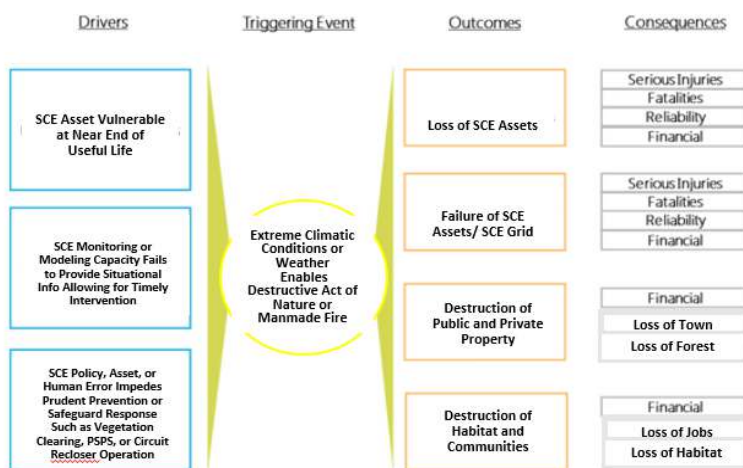 Drivers
Triggering Event
Outcomes
Consequences
SCE Asset Vulnerable
at Near End of
Useful Life
SCE Monitoring or
Modeling Capacity Fails
to Provide Situational
Info Allowing for Timely
Intervention
SCE Policy, Asset, or
Human Error Impedes
Prudent Prevention or
Safeguard Response
Such as Vegetation
Clearing, PSPS, or Circuit
Recloser Operation
Extreme Climatic
Conditions or
Weather
Enables
Destructive Act of
Nature or
Manmade Fire
Loss of SCE Assets
Failure of SCE
Assets/ SCE Grid
Destruction of
Public and Private
Property
Destruction of
Habitat and
Communities
Serious Injuries
Fatalities
Reliability
Financial
Serious Injuries
Fatalities
Reliability
Financial
Financial
Loss of Town
Loss of Forest
Financial
Loss of Jobs
Loss of Habitat